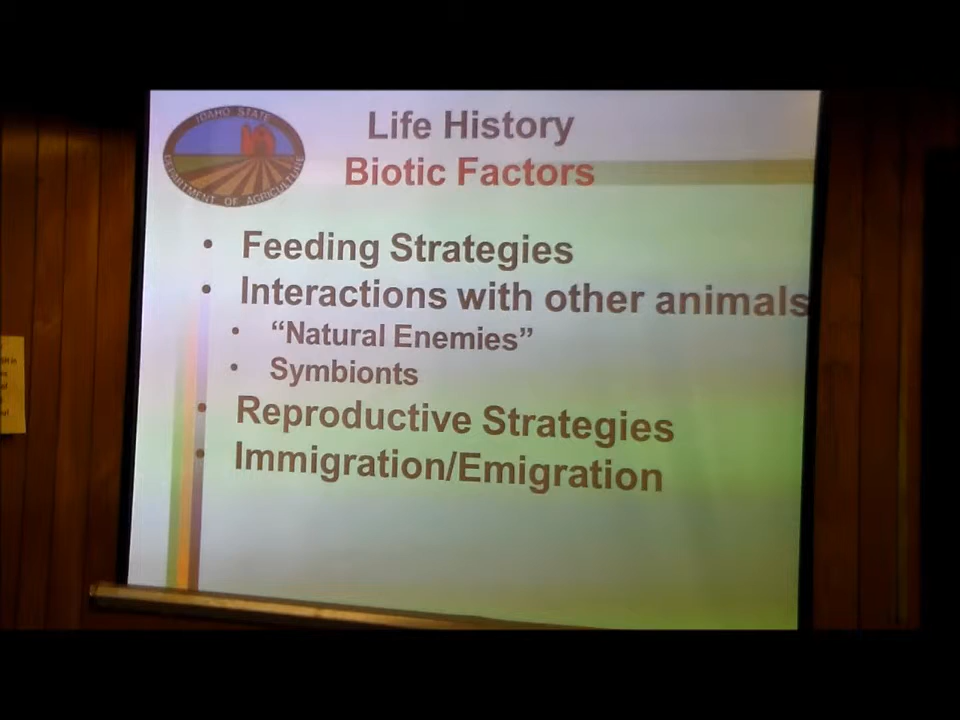 IDAHO STATE
DEPARTMENT OF AGRICULTURE
Life History
Biotic Factors
• Feeding Strategies
• Interactions with other animals
• “Natural Enemies”
• Symbionts
• Reproductive Strategies
• Immigration/Emigration